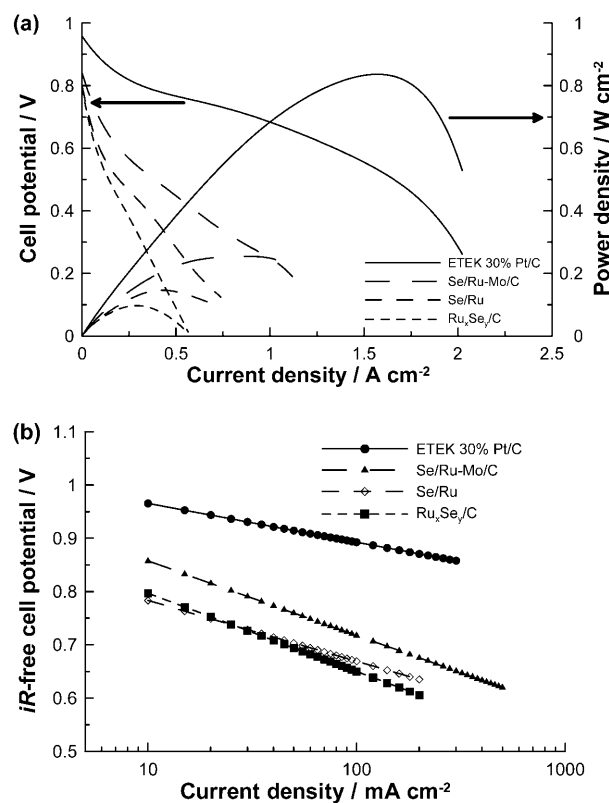 (a)
Cell potential / V
1
0.8
0.6
0.4
0.2
0
1
0.8
0.6
0.4
0.2
0
Power density / W cm⁻²
ETEK 30% Pt/C
Se/Ru-Mo/C
Se/Ru
RuₓSeᵧ/C
0 0.5 1 1.5 2 2.5
Current density / A cm⁻²
(b)
iR-free cell potential / V
1.1
1
0.9
0.8
0.7
0.6
0.5
ETEK 30% Pt/C
Se/Ru-Mo/C
Se/Ru
RuₓSeᵧ/C
10 100 1000
Current density / mA cm⁻²